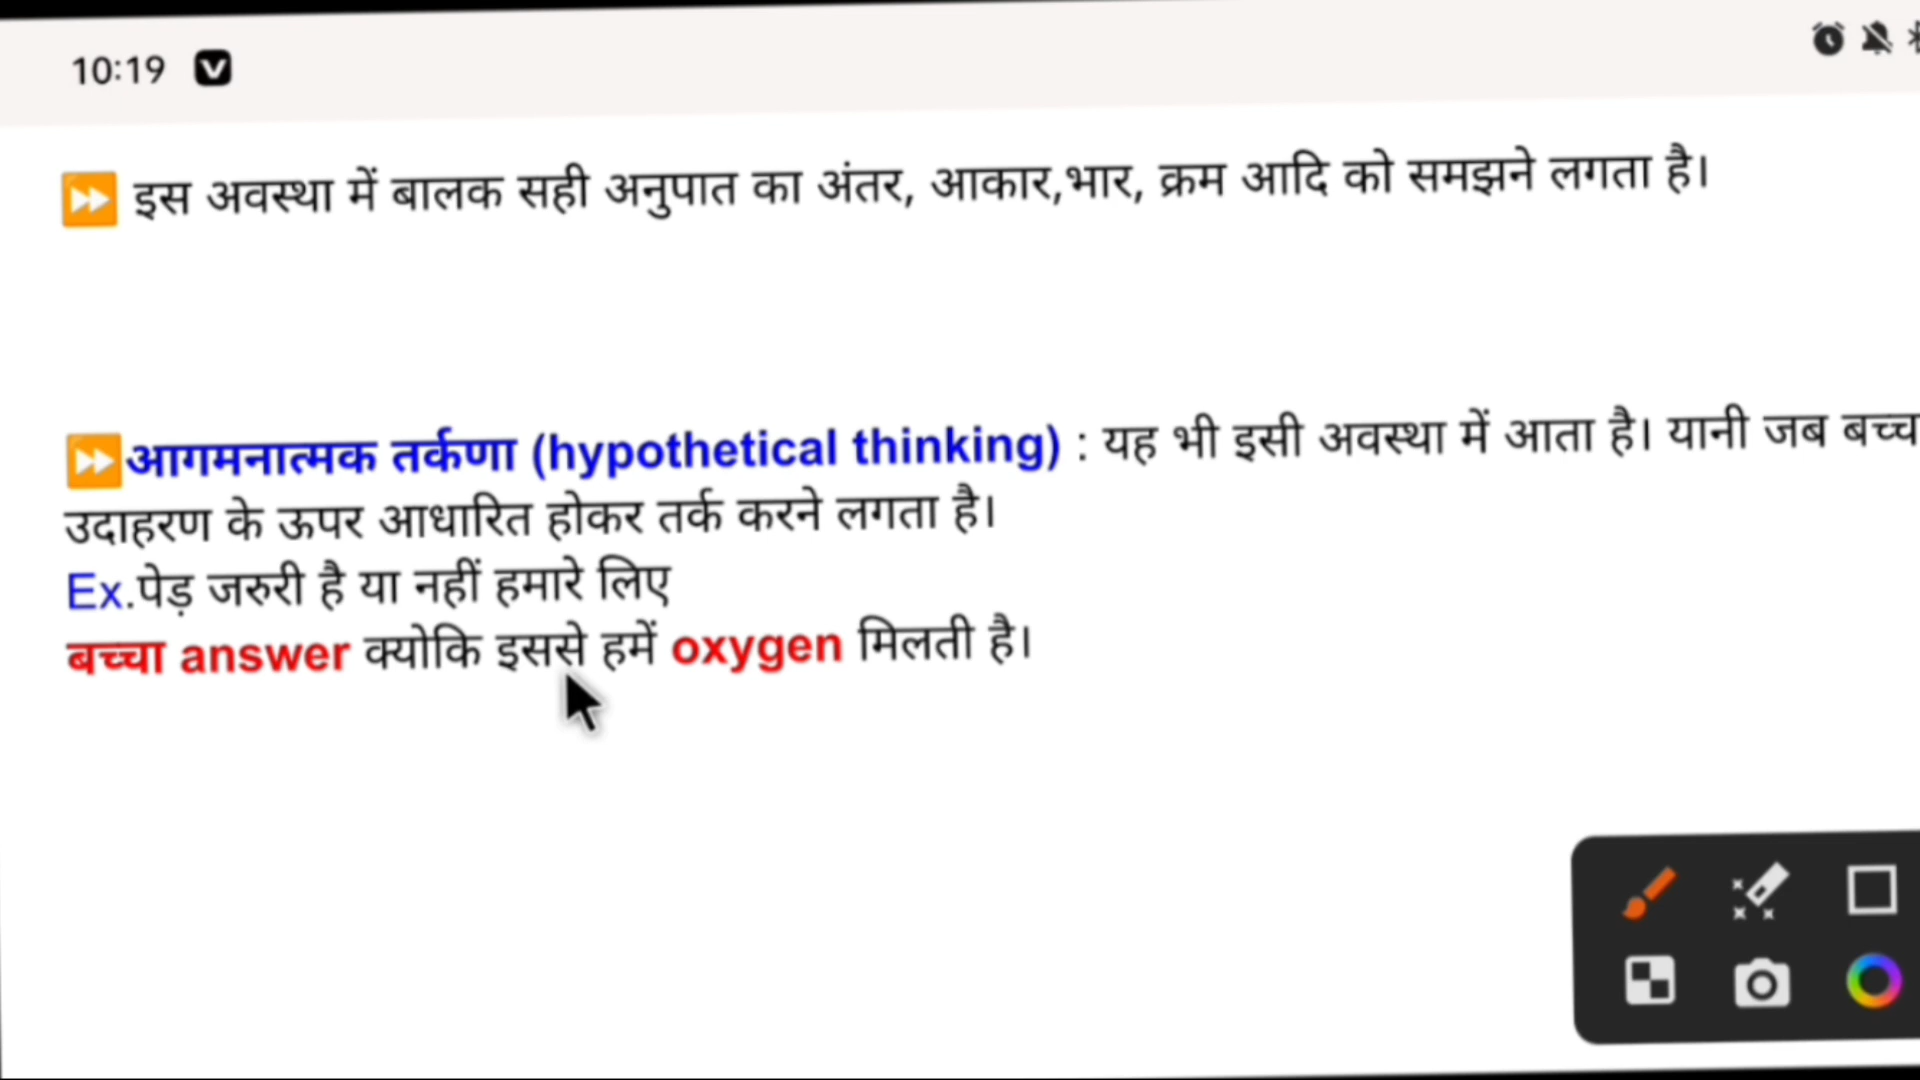 10:19
⏩ इस अवस्था में बालक सही अनुपात का अंतर, आकार,भार, क्रम आदि को समझने लगता है।
⏩आगमनात्मक तर्कणा (hypothetical thinking) : यह भी इसी अवस्था में आता है। यानी जब
उदाहरण के ऊपर आधारित होकर तर्क करने लगता है।
Ex.पेड़ जरुरी है या नहीं हमारे लिए
बच्चा answer क्योकि इससे हमें oxygen मिलती है।